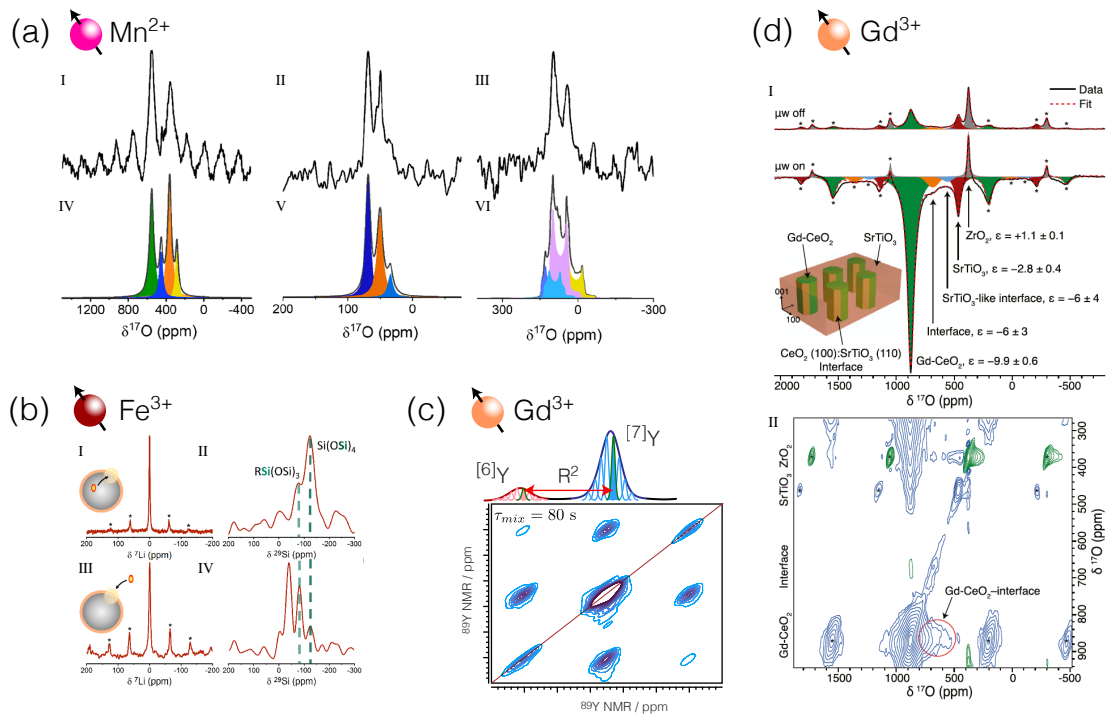 (a) Mn2+
I II III
IV V VI
1200 800 400 0 -400
200 100 0
300 0 -300
δ17O (ppm) δ17O (ppm) δ17O (ppm)
(b) Fe3+
I II
Si(OSi)4
RSi(OSi)3
200 100 0 -100 -200
δ 7Li (ppm)
200 100 0 -100 -200 -300
δ 29Si (ppm)
III IV
200 100 0 -100 -200
δ 7Li (ppm)
200 100 0 -100 -200 -300
δ 29Si (ppm)
(c) Gd3+
[7]Y
[6]Y
R2
τmix = 80 s
89Y NMR / ppm
89Y NMR / ppm
(d) Gd3+
I
Data
Fit
μw off
μw on
Gd-CeO2
SrTiO3
001
100
CeO2 (100):SrTiO3 (110)
Interface
ZrO2, ε = +1.1 ± 0.1
SrTiO3, ε = −2.8 ± 0.4
SrTiO3-like interface, ε = −6 ± 4
Interface, ε = −6 ± 3
Gd-CeO2, ε = −9.9 ± 0.6
2000 1500 1000 500 0 -500
δ 17O (ppm)
II
Gd-CeO2 Interface SrTiO3 ZrO2
Gd-CeO2–interface
300 400 500 600 700 800 900
δ 17O (ppm)
1500 1000 500 0 -500
δ 17O (ppm)